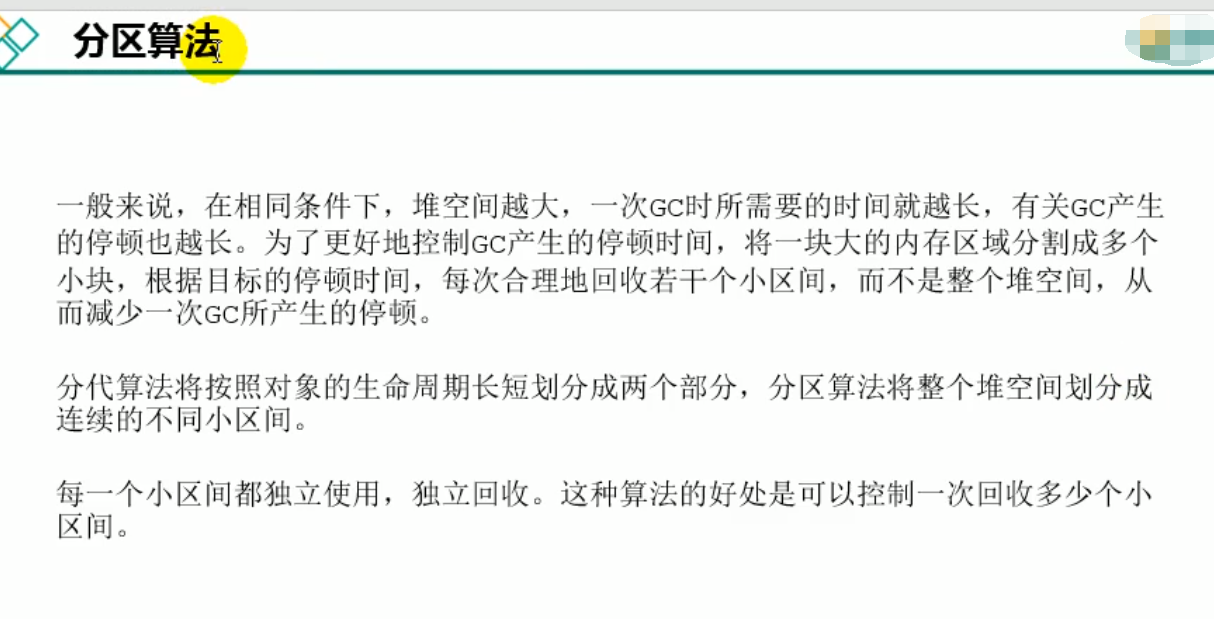 分区算法
一般来说，在相同条件下，堆空间越大，一次GC时所需要的时间就越长，有关GC产生
的停顿也越长。为了更好地控制GC产生的停顿时间，将一块大的内存区域分割成多个
小块，根据目标的停顿时间，每次合理地回收若干个小区间，而不是整个堆空间，从
而减少一次GC所产生的停顿。
分代算法将按照对象的生命周期长短划分成两个部分，分区算法将整个堆空间划分成
连续的不同小区间。
每一个小区间都独立使用，独立回收。这种算法的好处是可以控制一次回收多少个小
区间。